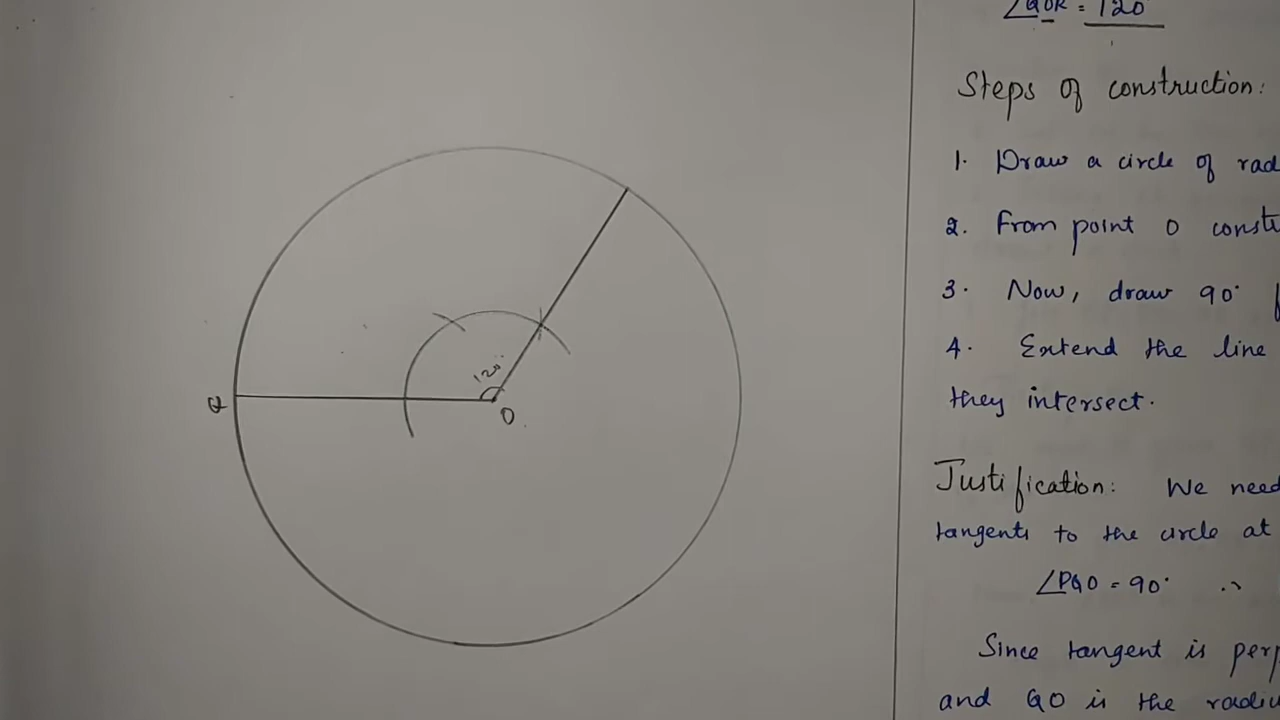 ∠QOR = 120
Steps of construction:
1. Draw a circle of rad
2. From point O const
3. Now, draw 90°
4. Extend the line
they intersect.
Justification: We need
tangents to the circle at
∠PQO = 90° ∴
Since tangent is perp
and QO is the radiu
120°
Q
O